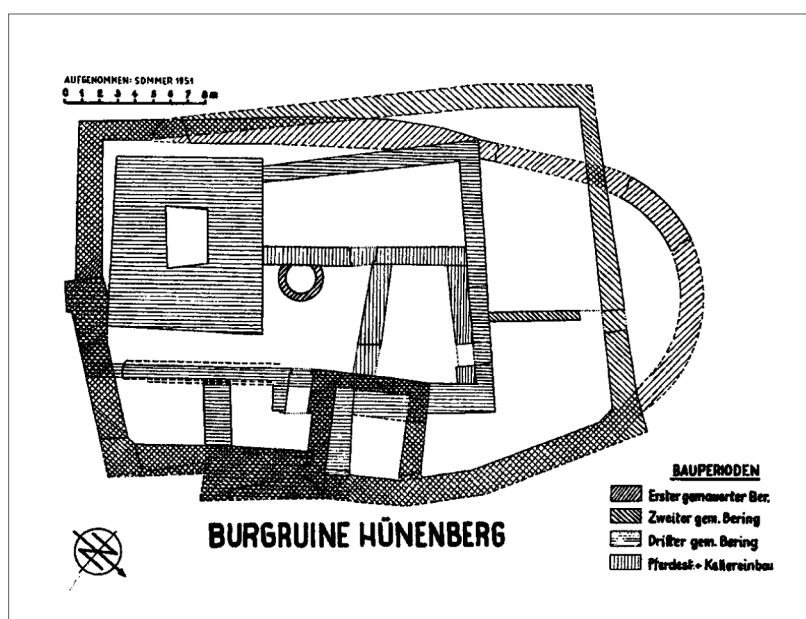 AUFGENOMMEN: SOMMER 1951
0 1 2 3 4 5 6 7 8m
BURGRUINE HÜNENBERG
BAUPERIODEN
Erster gemauerter Ber.
Zweiter gem. Bering
Dritter gem. Bering
Pferdest.+Kellereinbau
N